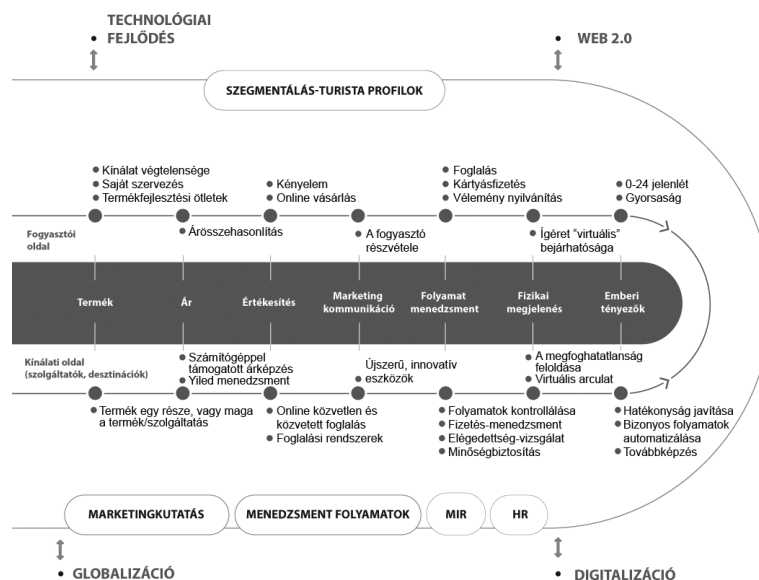 TECHNOLÓGIAI
• FEJLŐDÉS
• WEB 2.0
SZEGMENTÁLÁS-TURISTA PROFILOK
• Kínálat végtelensége
• Saját szervezés
• Termékfejlesztési ötletek
• Kényelem
• Online vásárlás
• Foglalás
• Kártyásfizetés
• Vélemény nyilvánítás
• 0-24 jelenlét
• Gyorsaság
Fogyasztói
oldal
• Árösszehasonlítás
• A fogyasztó
részvétele
• Ígéret "virtuális"
bejárhatósága
Termék
Ár
Értékesítés
Marketing
kommunikáció
Folyamat
menedzsment
Fizikai
megjelenés
Emberi
tényezők
Kínálati oldal
(szolgáltatók, desztinációk)
• Számítógéppel
támogatott árképzés
• Yiled menedzsment
Újszerű, innovatív
• eszközök
• A megfoghatatlanság
feloldása
• Virtuális arculat
• Termék egy része, vagy maga
a termék/szolgáltatás
• Online közvetlen és
közvetett foglalás
• Foglalási rendszerek
• Folyamatok kontrollálása
• Fizetés-menedzsment
• Elégedettség-vizsgálat
• Minőségbiztosítás
• Hatékonyság javítása
• Bizonyos folyamatok
automatizálása
• Továbbképzés
MARKETINGKUTATÁS
MENEDZSMENT FOLYAMATOK
MIR
HR
• GLOBALIZÁCIÓ
• DIGITALIZÁCIÓ